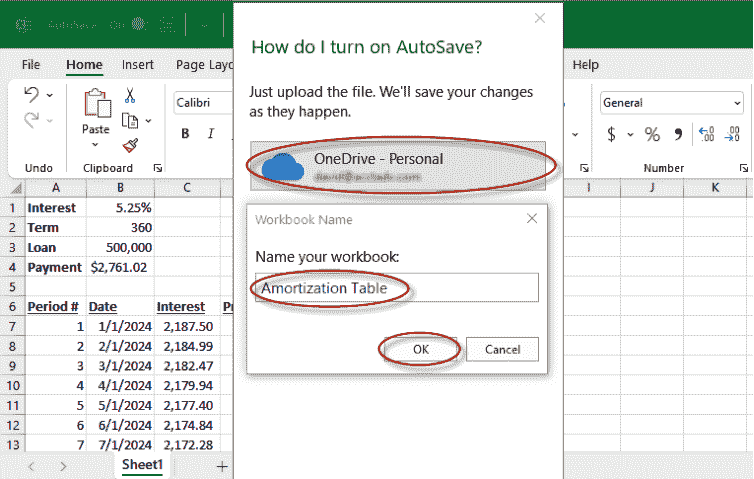 AutoSave
How do I turn on AutoSave?
File Home Insert Page Layo Help
Just upload the file. We'll save your changes
as they happen.
Calibri
General
Paste
B I
$ % 9 .00
Undo Clipboard Number
OneDrive - Personal
Workbook Name
Name your workbook:
Amortization Table
OK Cancel
A B C I J K
1 Interest 5.25%
2 Term 360
3 Loan 500,000
4 Payment $2,761.02
5
6 Period # Date Interest
7 1 1/1/2024 2,187.50
8 2 2/1/2024 2,184.99
9 3 3/1/2024 2,182.47
10 4 4/1/2024 2,179.94
11 5 5/1/2024 2,177.40
12 6 6/1/2024 2,174.84
13 7 7/1/2024 2,172.28
Sheet1